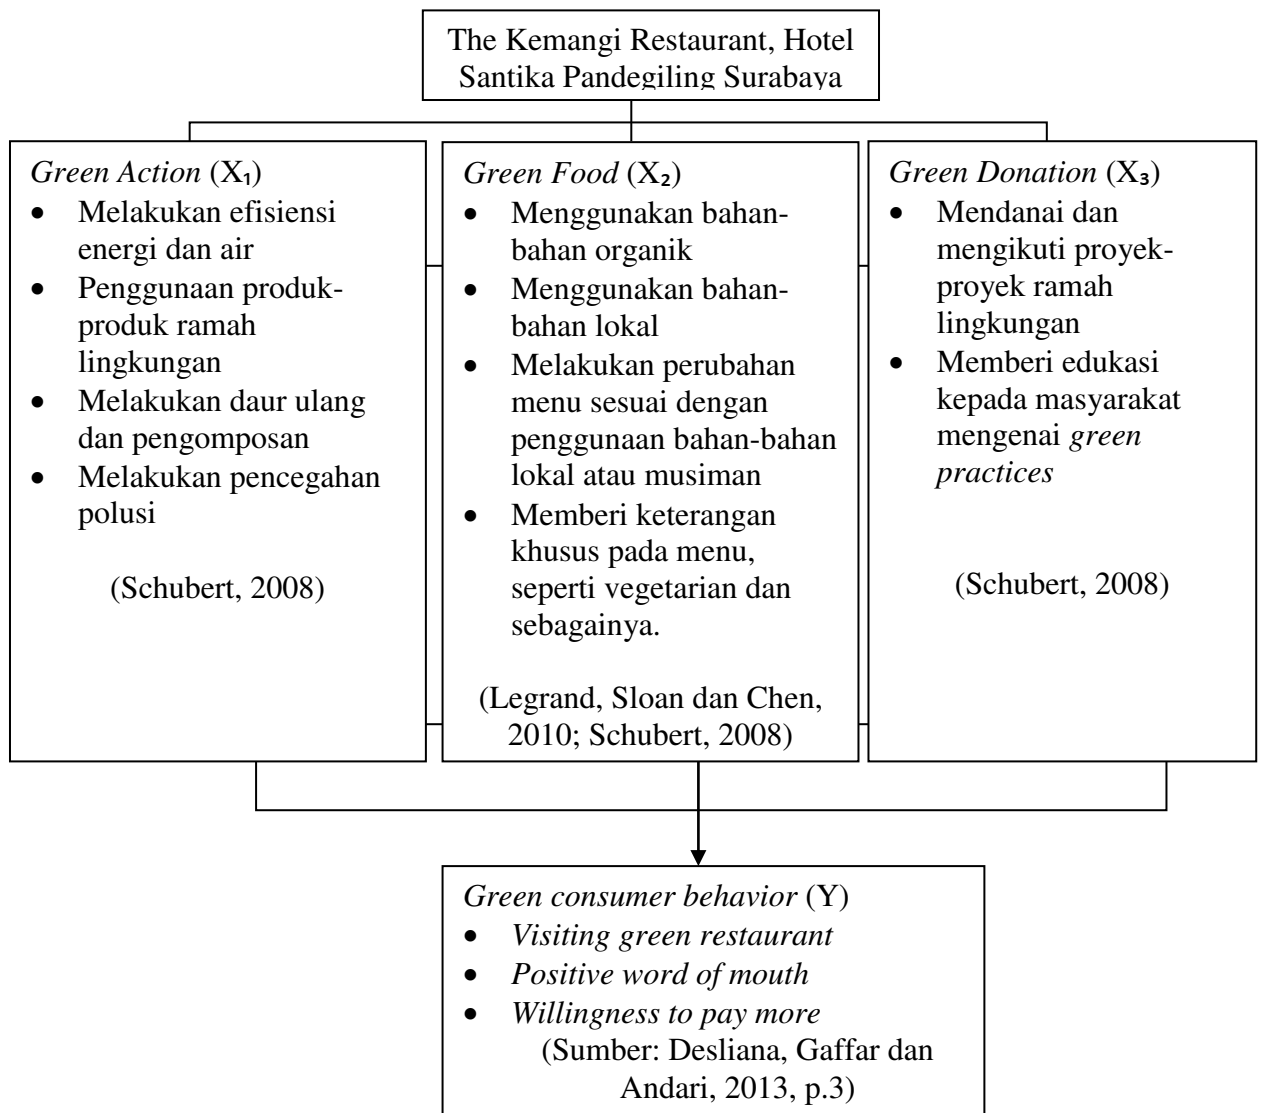 The Kemangi Restaurant, Hotel
Santika Pandegiling Surabaya
Green Action (X₁)
• Melakukan efisiensi
energi dan air
• Penggunaan produk-
produk ramah
lingkungan
• Melakukan daur ulang
dan pengomposan
• Melakukan pencegahan
polusi
(Schubert, 2008)
Green Food (X₂)
• Menggunakan bahan-
bahan organik
• Menggunakan bahan-
bahan lokal
• Melakukan perubahan
menu sesuai dengan
penggunaan bahan-bahan
lokal atau musiman
• Memberi keterangan
khusus pada menu,
seperti vegetarian dan
sebagainya.
(Legrand, Sloan dan Chen,
2010; Schubert, 2008)
Green Donation (X₃)
• Mendanai dan
mengikuti proyek-
proyek ramah
lingkungan
• Memberi edukasi
kepada masyarakat
mengenai green
practices
(Schubert, 2008)
Green consumer behavior (Y)
• Visiting green restaurant
• Positive word of mouth
• Willingness to pay more
(Sumber: Desliana, Gaffar dan
Andari, 2013, p.3)